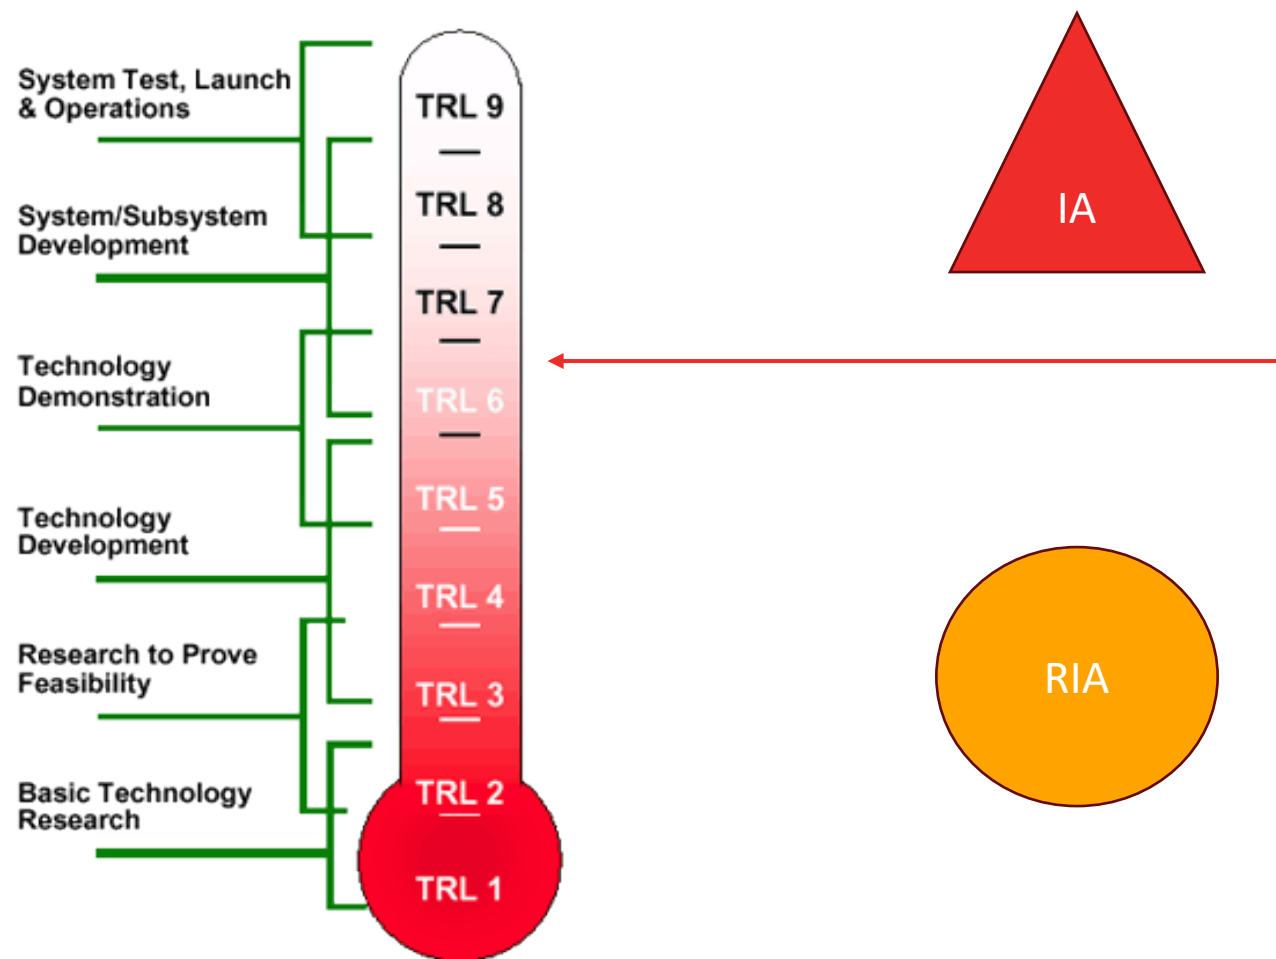 System Test, Launch
& Operations
System/Subsystem
Development
Technology
Demonstration
Technology
Development
Research to Prove
Feasibility
Basic Technology
Research
TRL 9
TRL 8
TRL 7
TRL 6
TRL 5
TRL 4
TRL 3
TRL 2
TRL 1
IA
RIA